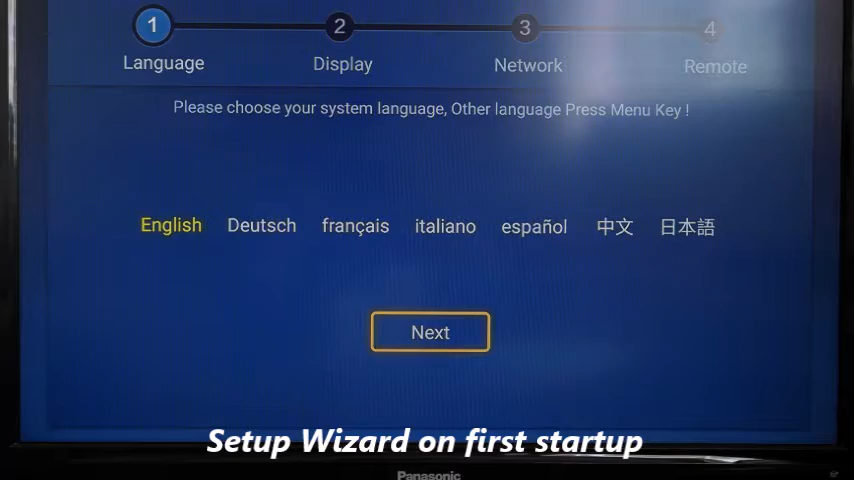 1 2 3 4
Language Display Network Remote
Please choose your system language, Other language Press Menu Key !
English Deutsch français italiano español 中文 日本語
Next
Setup Wizard on first startup
Panasonic